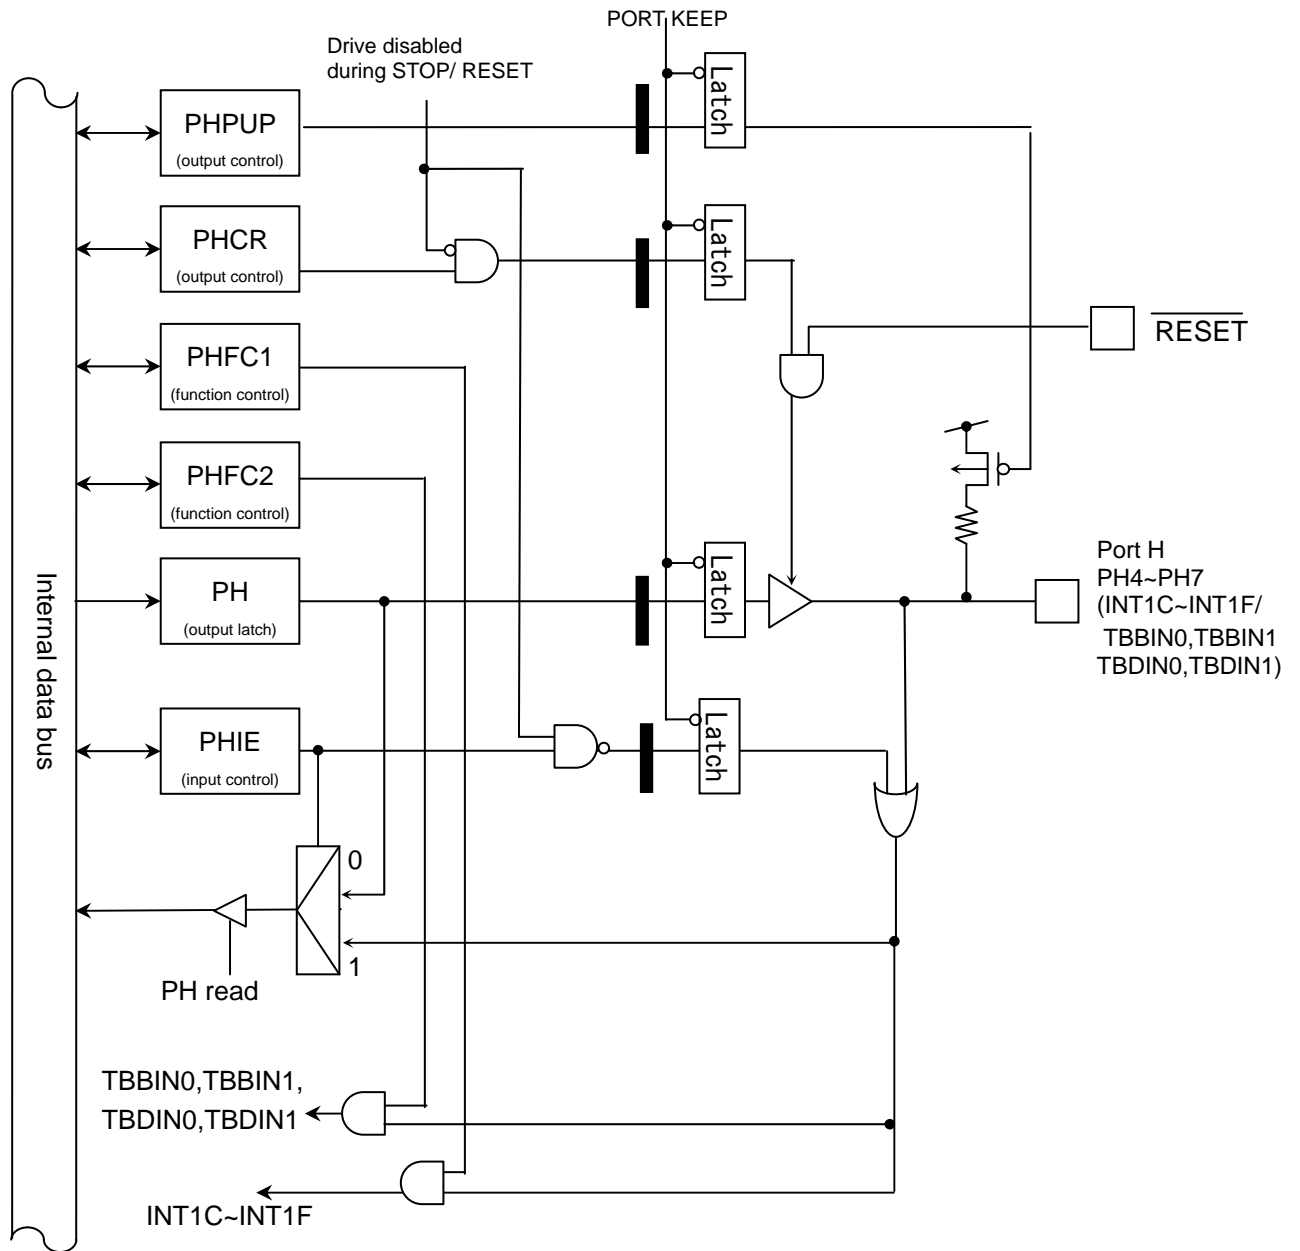 PORT KEEP
Drive disabled
during STOP/ RESET
Latch
PHPUP
(output control)
Latch
PHCR
(output control)
RESET
PHFC1
(function control)
PHFC2
(function control)
Internal data bus
Latch
PH
(output latch)
Port H
PH4~PH7
(INT1C~INT1F/
TBBIN0,TBBIN1
TBDIN0,TBDIN1)
Latch
PHIE
(input control)
0
1
PH read
TBBIN0,TBBIN1,
TBDIN0,TBDIN1
INT1C~INT1F